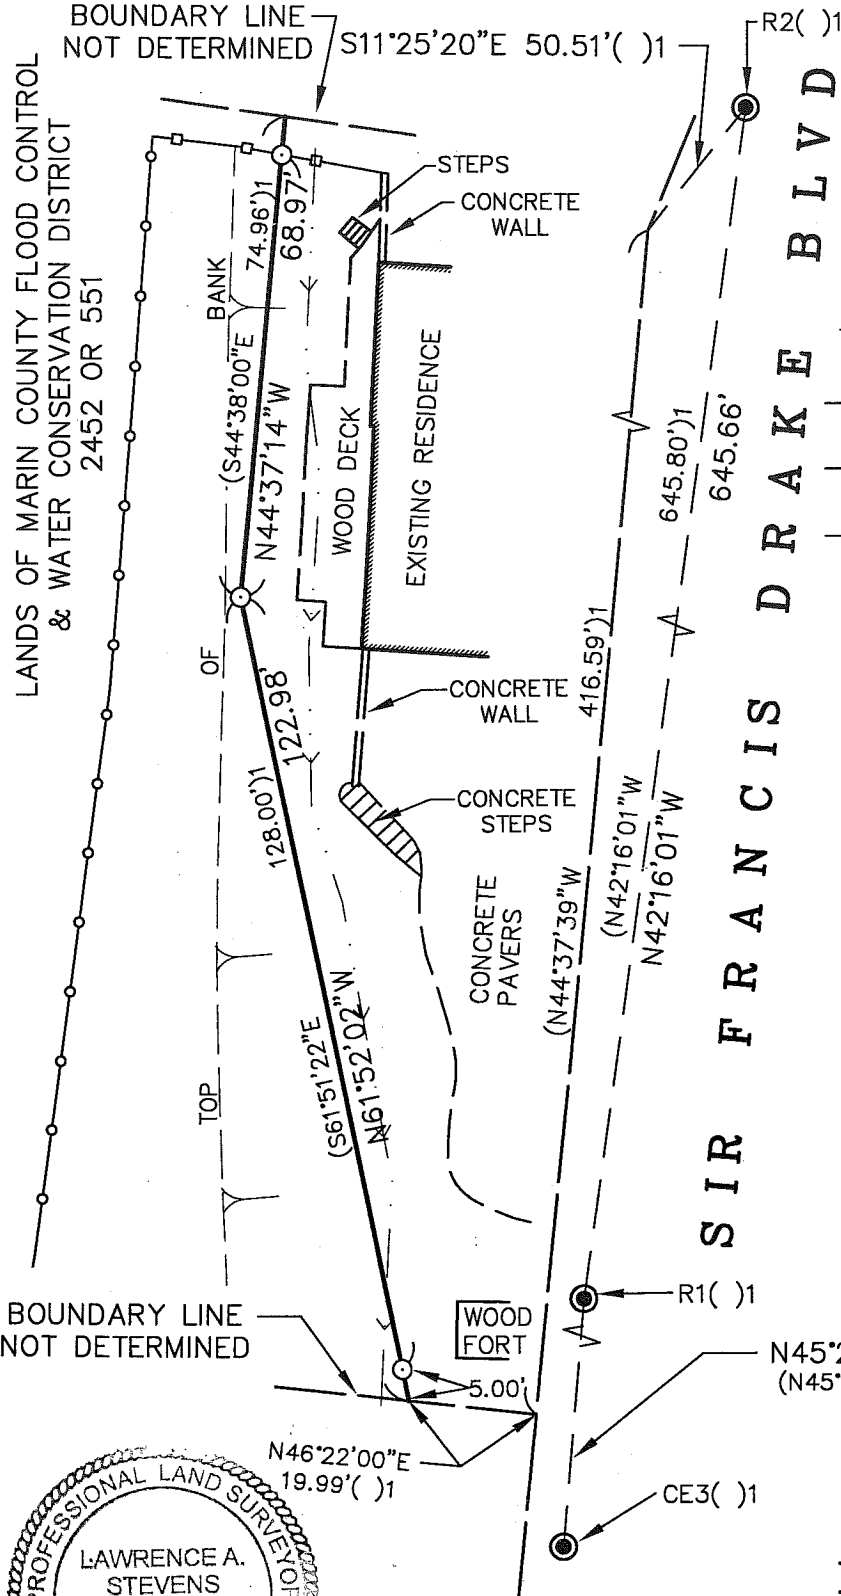 BOUNDARY LINE
NOT DETERMINED
S11°25'20"E 50.51'( )1
R2( )1
LANDS OF MARIN COUNTY FLOOD CONTROL
& WATER CONSERVATION DISTRICT
2452 OR 551
STEPS
CONCRETE
WALL
74.96')1
68.97'
BANK
(S44°38'00"E
N44°37'14"W
WOOD DECK
EXISTING RESIDENCE
645.80')1
645.66'
SIR FRANCIS DRAKE BLVD
OF
CONCRETE
WALL
416.59')1
122.98'
128.00')1
CONCRETE
STEPS
(N42°16'01"W
N42°16'01"W
CONCRETE
PAVERS
(N44°37'39"W
(S61°51'22"E
N61°52'02"W
TOP
R1( )1
BOUNDARY LINE
NOT DETERMINED
WOOD
FORT
N45°2
(N45°
5.00'
N46°22'00"E
19.99'( )1
CE3( )1
PROFESSIONAL LAND SURVEYOR
LAWRENCE A.
STEVENS